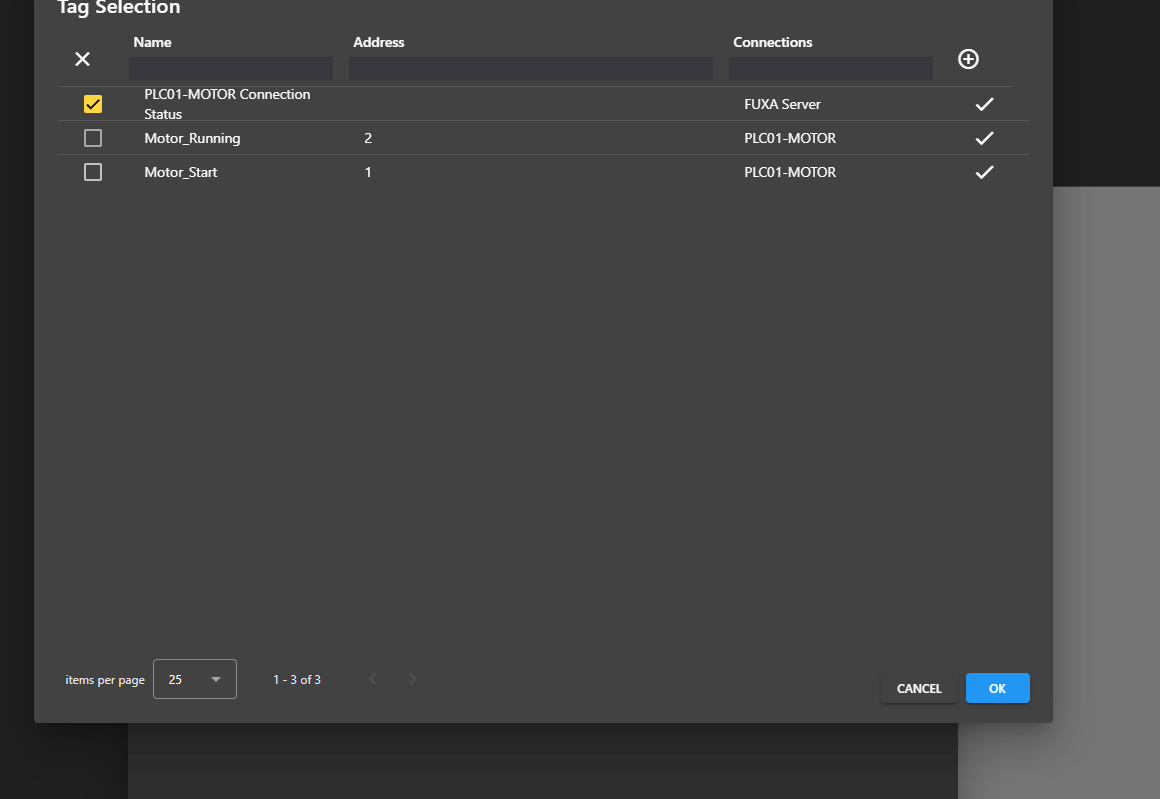 Tag Selection
Name Address Connections
PLC01-MOTOR Connection
Status
FUXA Server
Motor_Running 2 PLC01-MOTOR
Motor_Start 1 PLC01-MOTOR
items per page 25 1 - 3 of 3
CANCEL OK